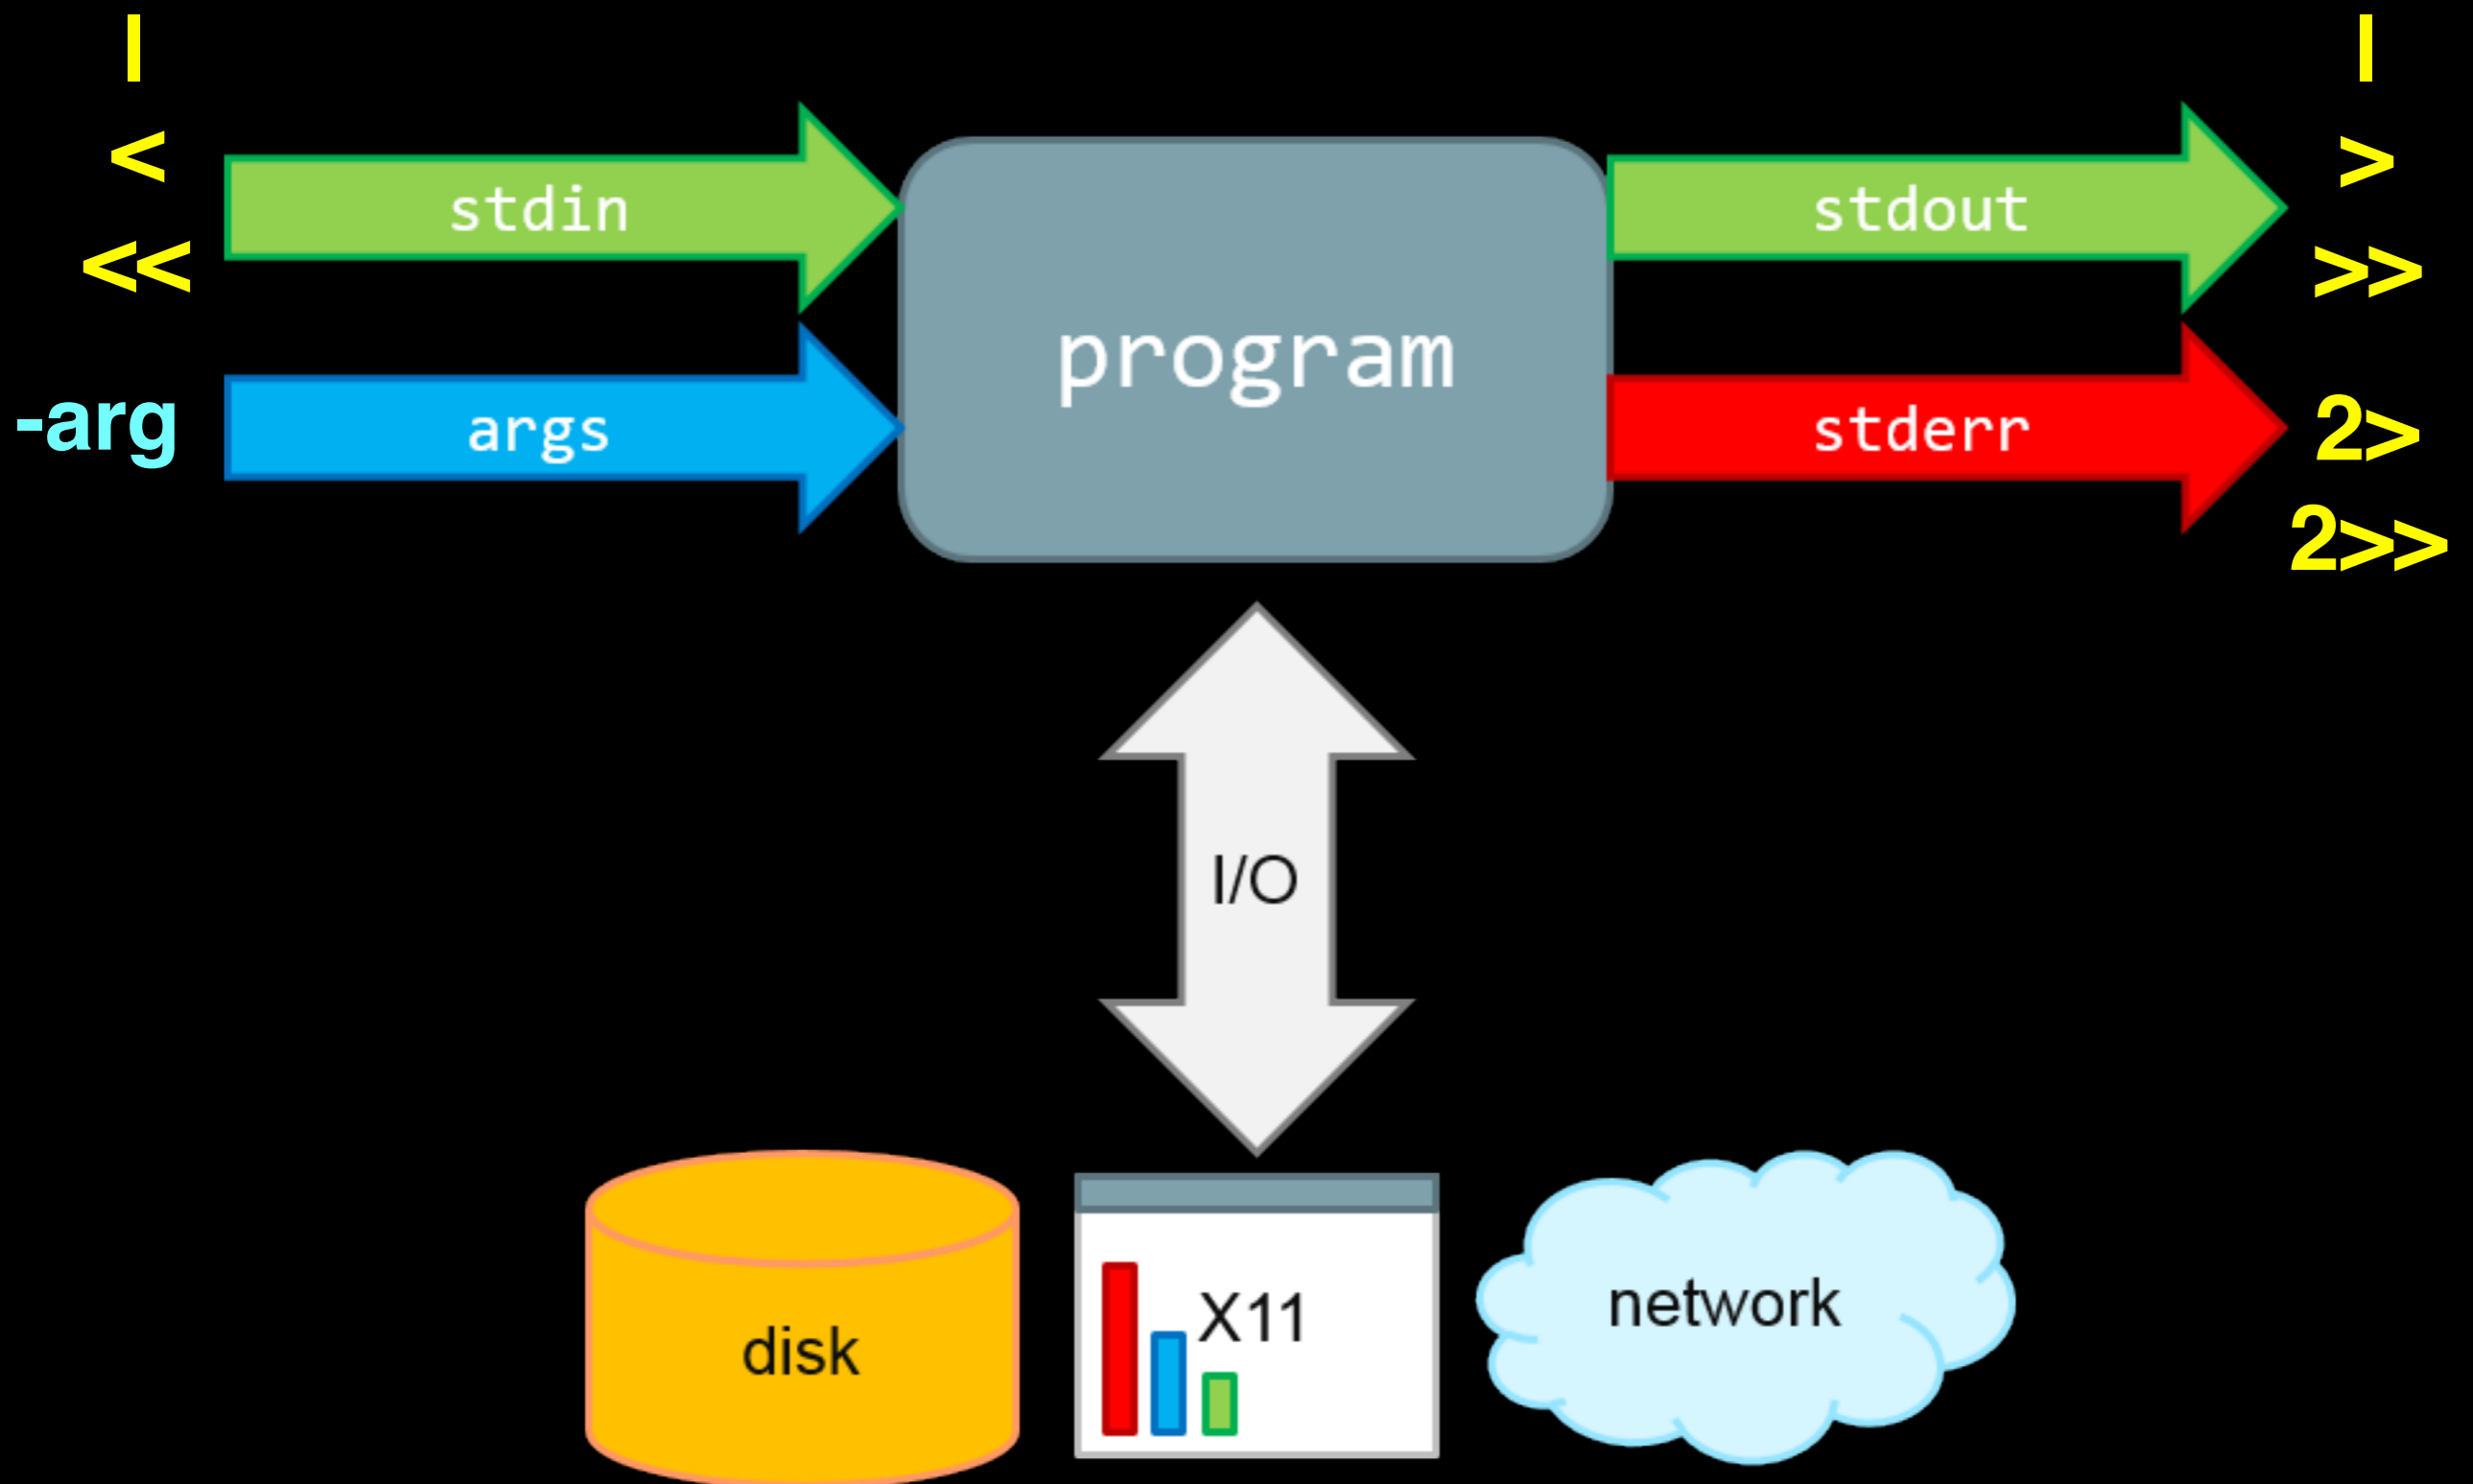 |
<
<<
-arg
stdin
args
program
stdout
stderr
|
>
>>
2>
2>>
I/O
disk
X11
network